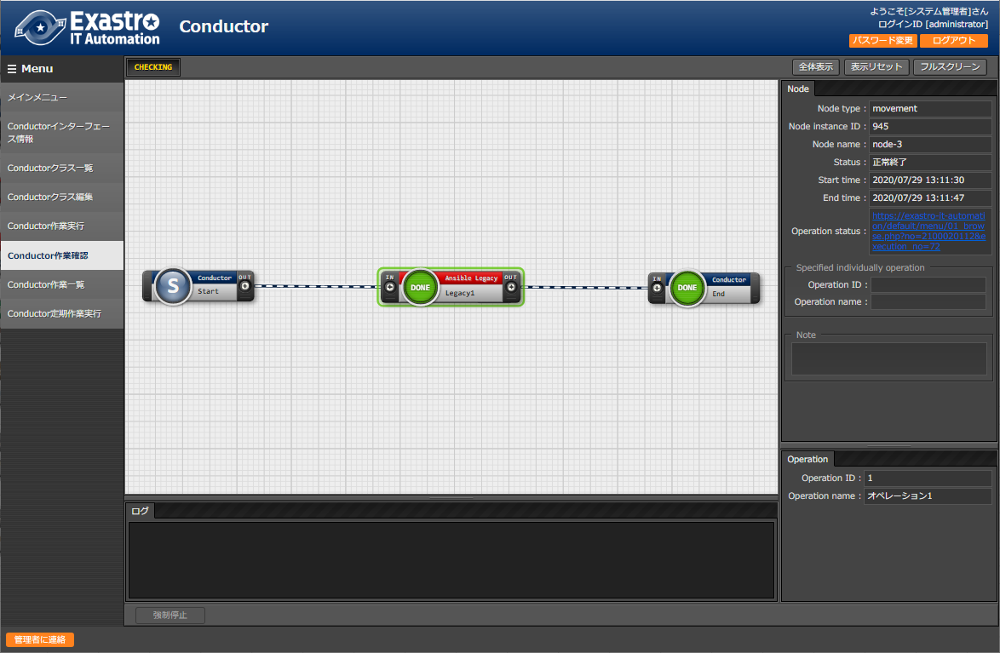 Exastro
IT Automation
Conductor
ようこそ[システム管理者]さん
ログインID [administrator]
パスワード変更
ログアウト
Menu
メインメニュー
Conductorインターフェー
ス情報
Conductorクラス一覧
Conductorクラス編集
Conductor作業実行
Conductor作業確認
Conductor作業一覧
Conductor定期作業実行
CHECKING
全体表示
表示リセット
フルスクリーン
S
Conductor
Start
OUT
IN
DONE
Ansible Legacy
Legacy1
OUT
IN
DONE
Conductor
End
Node
Node type : movement
Node instance ID : 945
Node name : node-3
Status : 正常終了
Start time : 2020/07/29 13:11:30
End time : 2020/07/29 13:11:47
Operation status :
https://exastro-it-automati
on/default/menu/01_brow
se.php?no=2100020112&e
xecution_no=72
Specified individually operation
Operation ID :
Operation name :
Note
Operation
Operation ID : 1
Operation name : オペレーション1
ログ
強制停止
管理者に連絡